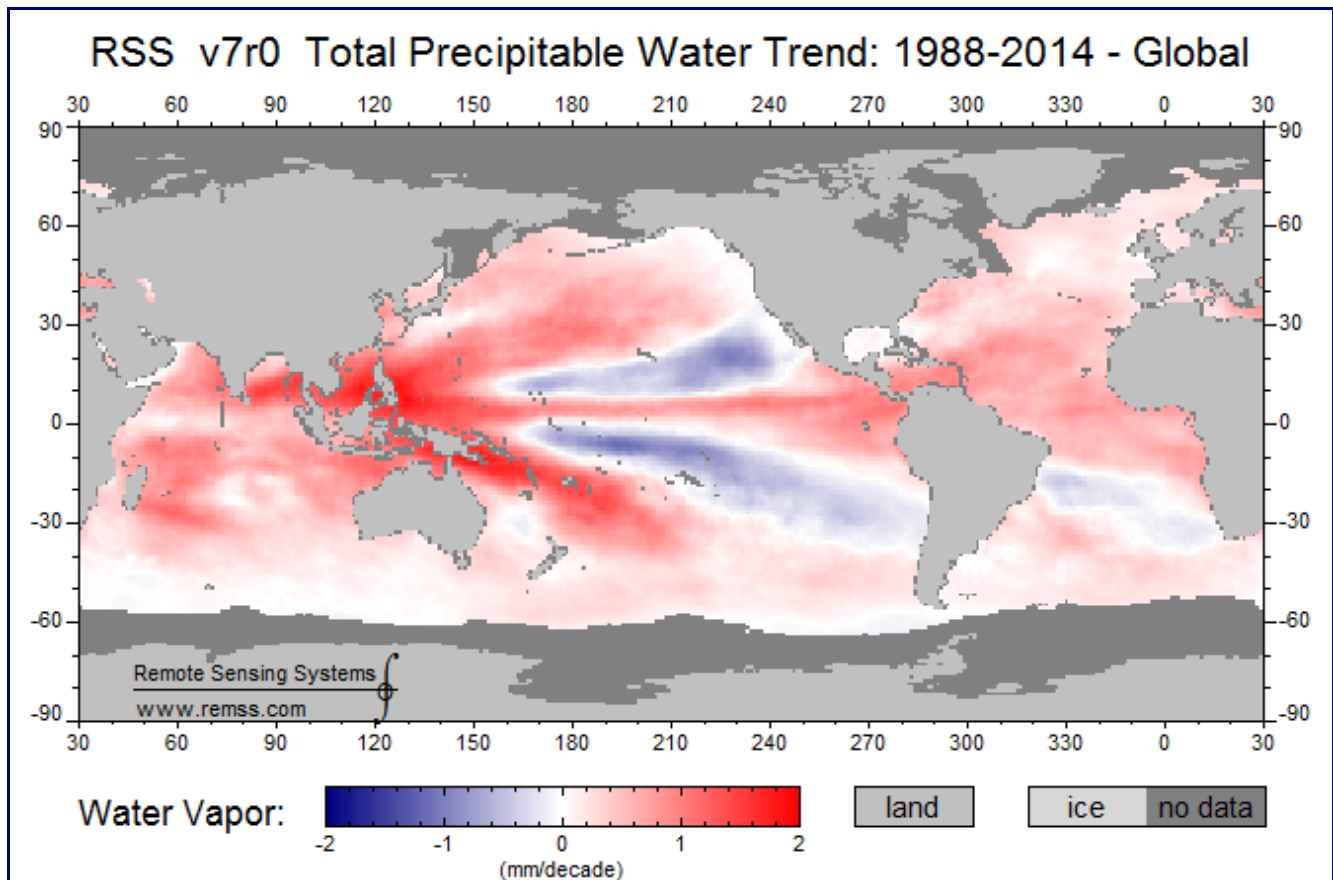 RSS v7r0 Total Precipitable Water Trend: 1988-2014 - Global
30 60 90 120 150 180 210 240 270 300 330 0 30
90 90
60 60
30 30
0 0
-30 -30
-60 -60
Remote Sensing Systems
www.remss.com
-90 -90
30 60 90 120 150 180 210 240 270 300 330 0 30
Water Vapor: land ice no data
-2 -1 0 1 2
(mm/decade)